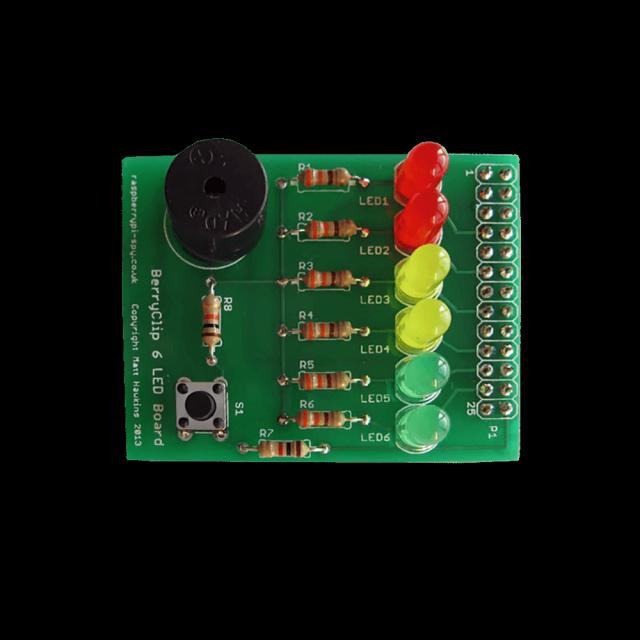 raspberrypi-spy.co.uk
Copyright Matt Hawkins 2013
BerryClip 6 LED Board
R1
R2
R3
R4
R5
R6
R7
R8
S1
LED1
LED2
LED3
LED4
LED5
LED6
1
25
P1